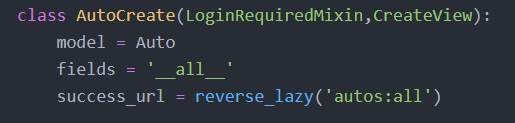 class AutoCreate(LoginRequiredMixin,CreateView):
    model = Auto
    fields = '__all__'
    success_url = reverse_lazy('autos:all')